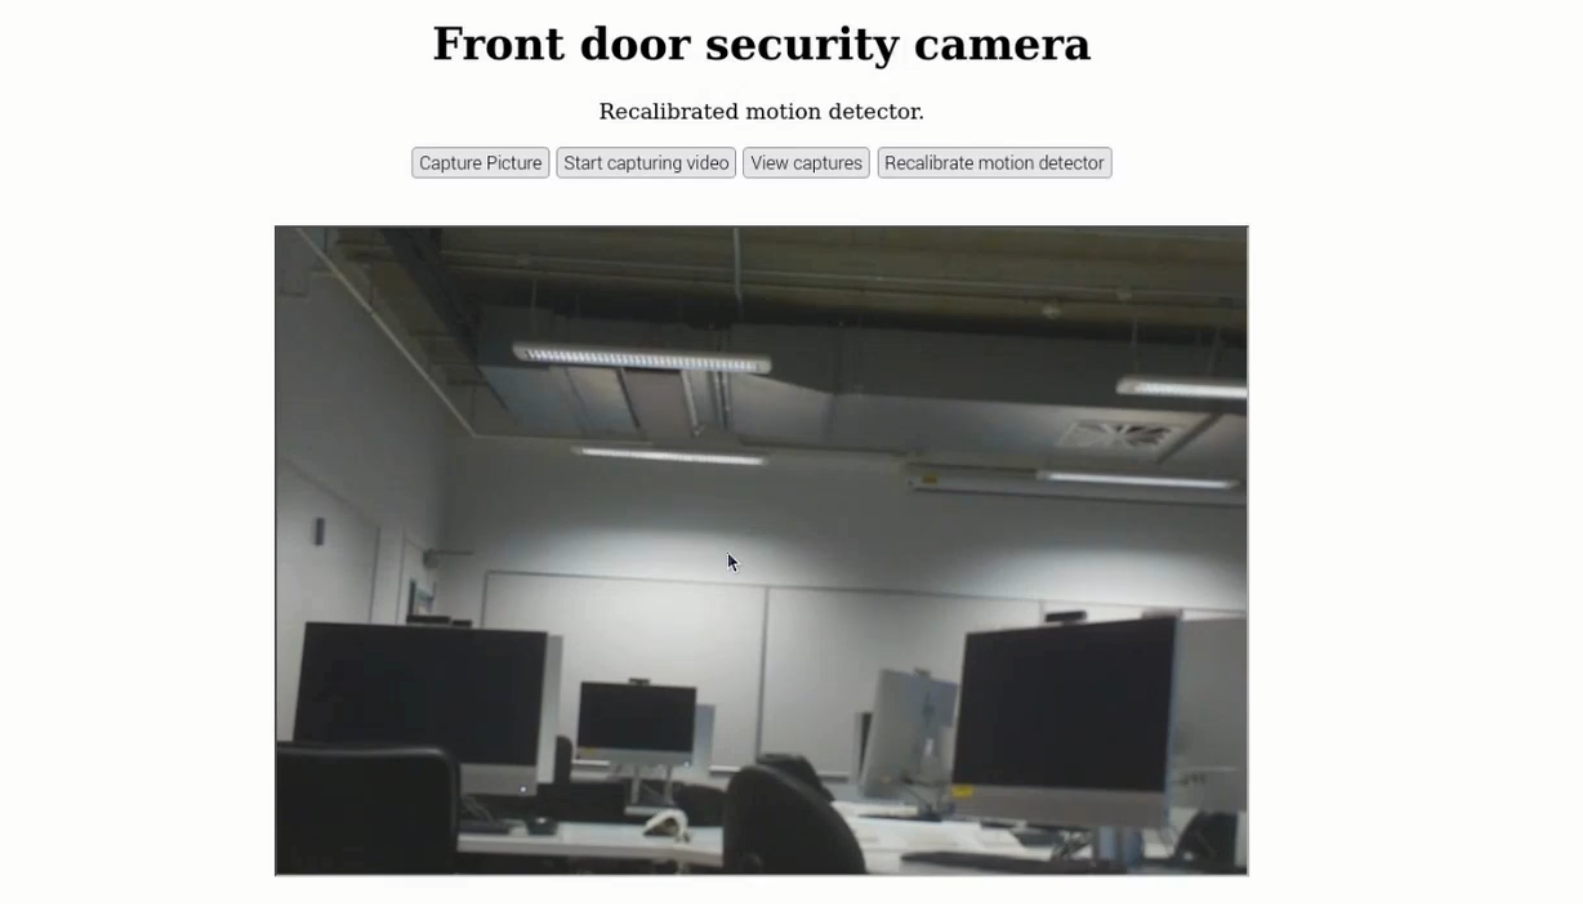 Front door security camera
Recalibrated motion detector.
Capture Picture Start capturing video View captures Recalibrate motion detector